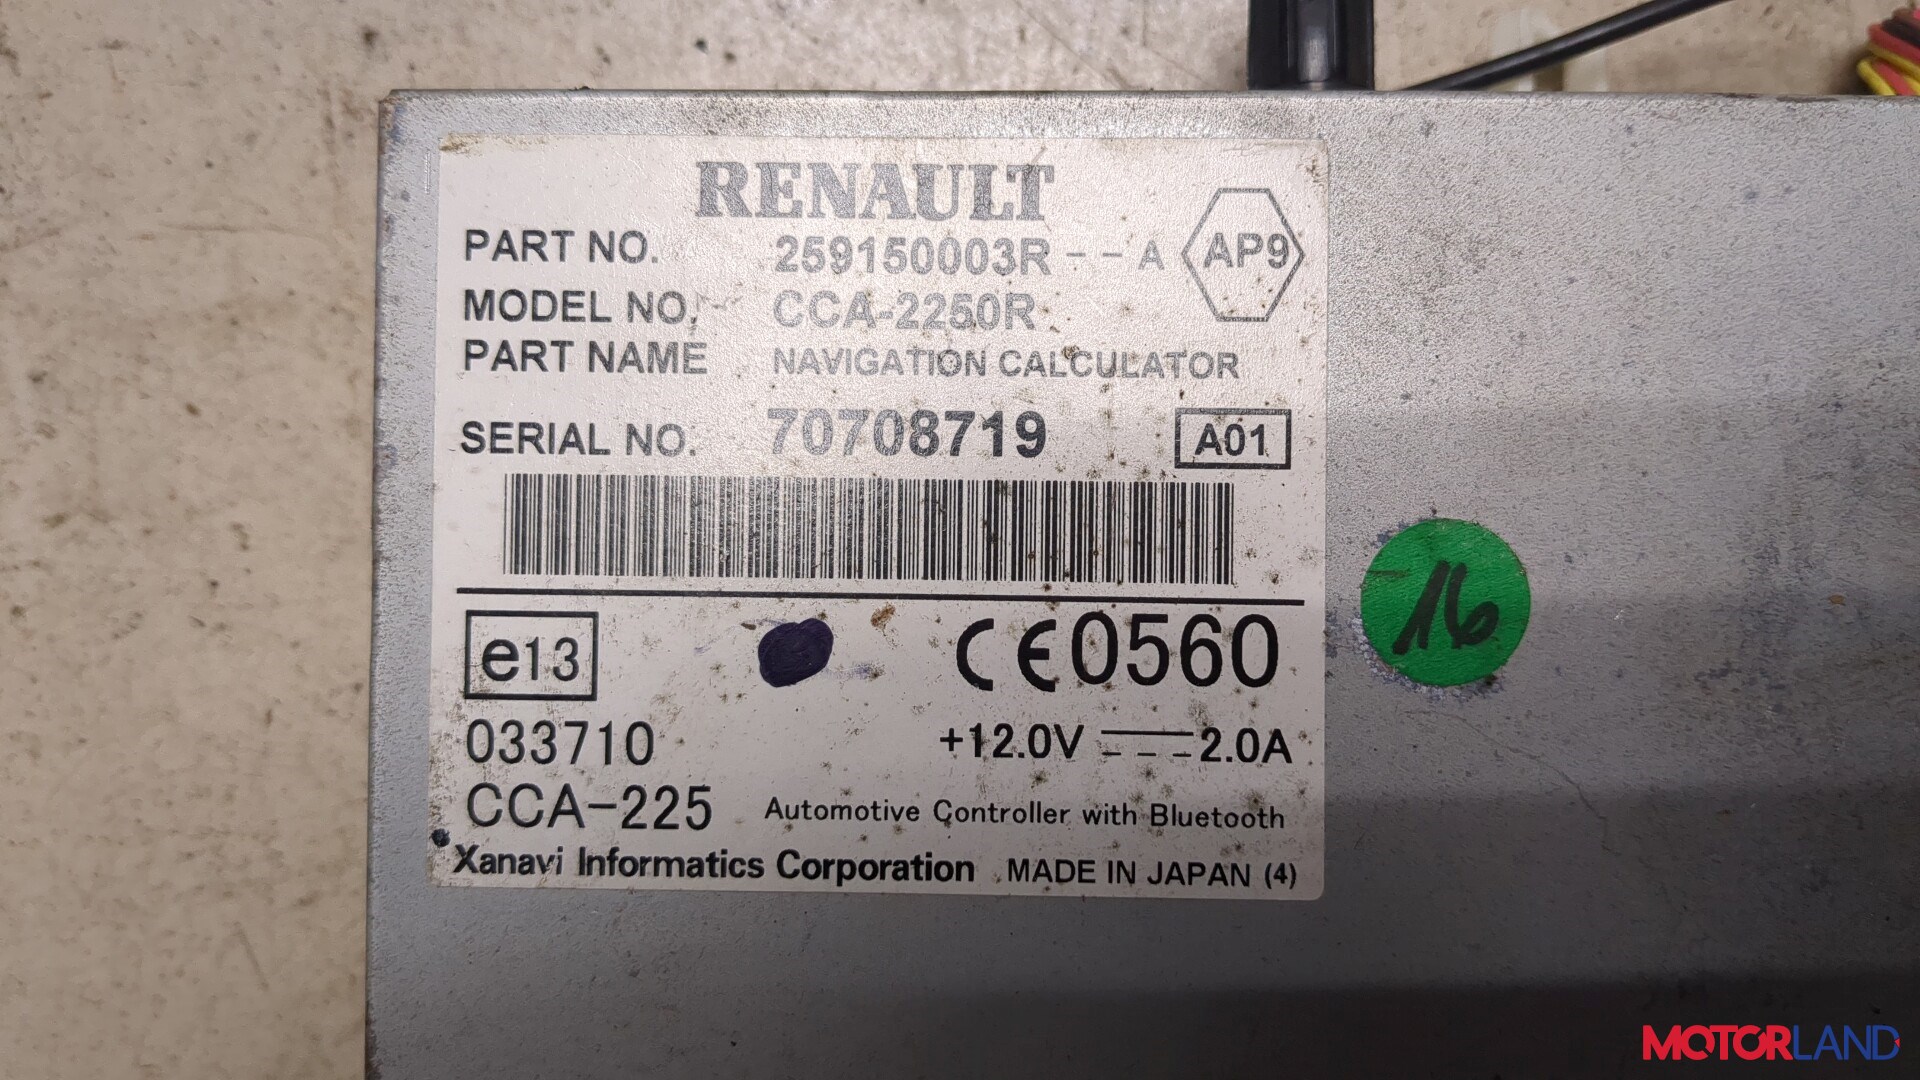 RENAULT
PART NO. 259150003R - - A AP9
MODEL NO. CCA-2250R
PART NAME NAVIGATION CALCULATOR
SERIAL NO. 70708719 A01
e13 CE0560
033710 +12.0V 2.0A
CCA-225 Automotive Controller with Bluetooth
Xanavi Informatics Corporation MADE IN JAPAN (4)
16
MOTORLAND